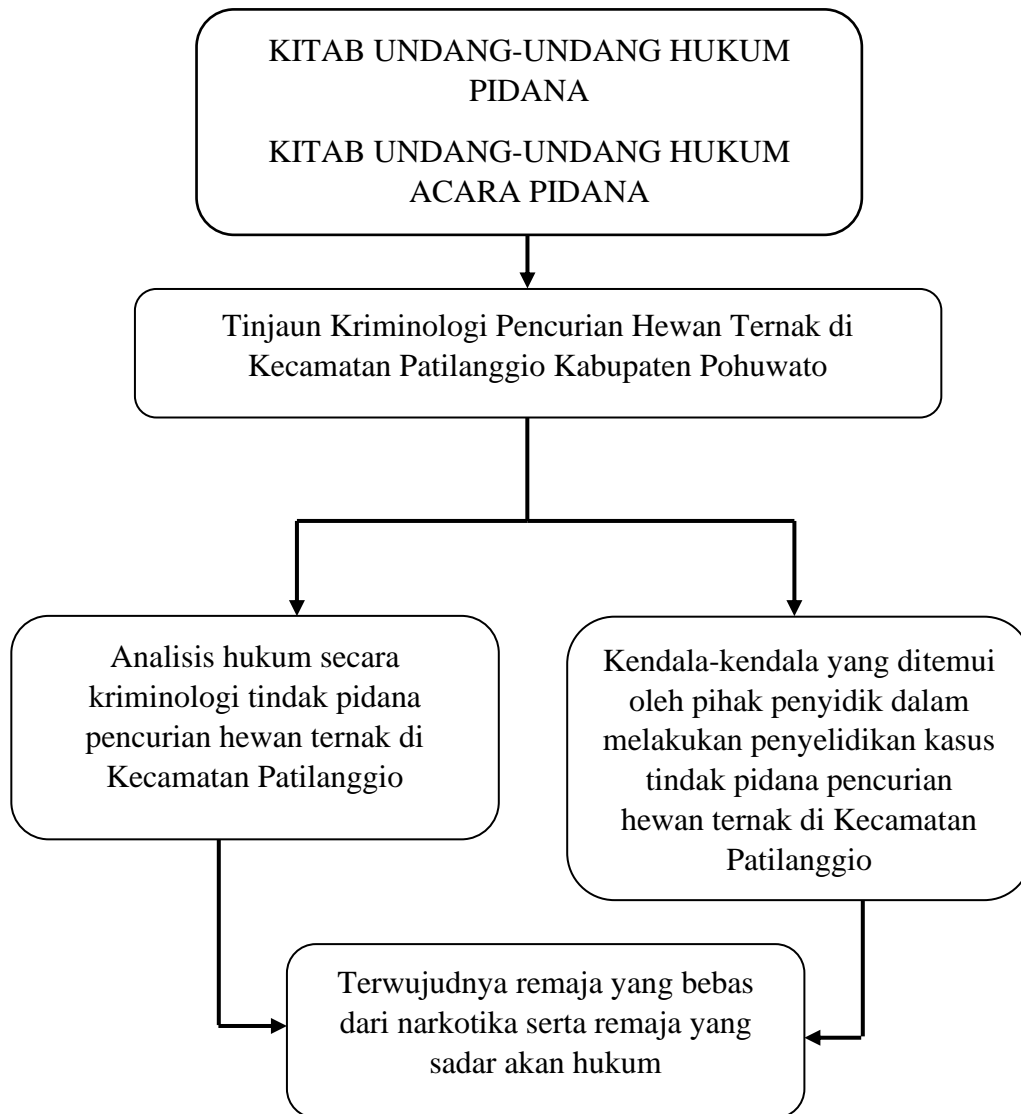 KITAB UNDANG-UNDANG HUKUM
PIDANA
KITAB UNDANG-UNDANG HUKUM
ACARA PIDANA
Tinjaun Kriminologi Pencurian Hewan Ternak di
Kecamatan Patilanggio Kabupaten Pohuwato
Analisis hukum secara
kriminologi tindak pidana
pencurian hewan ternak di
Kecamatan Patilanggio
Kendala-kendala yang ditemui
oleh pihak penyidik dalam
melakukan penyelidikan kasus
tindak pidana pencurian
hewan ternak di Kecamatan
Patilanggio
Terwujudnya remaja yang bebas
dari narkotika serta remaja yang
sadar akan hukum